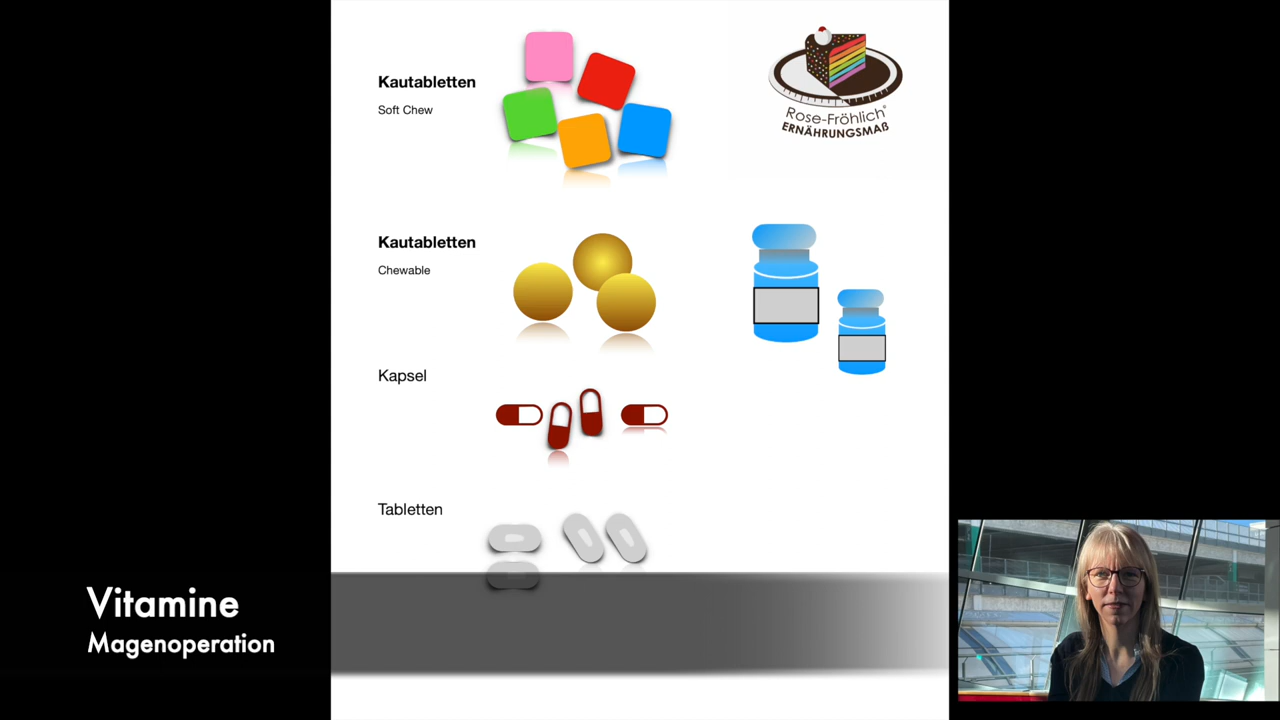 Kautabletten
Soft Chew
Rose-Fröhlich®
ERNÄHRUNGSMAß
Kautabletten
Chewable
Kapsel
Tabletten
Vitamine
Magenoperation